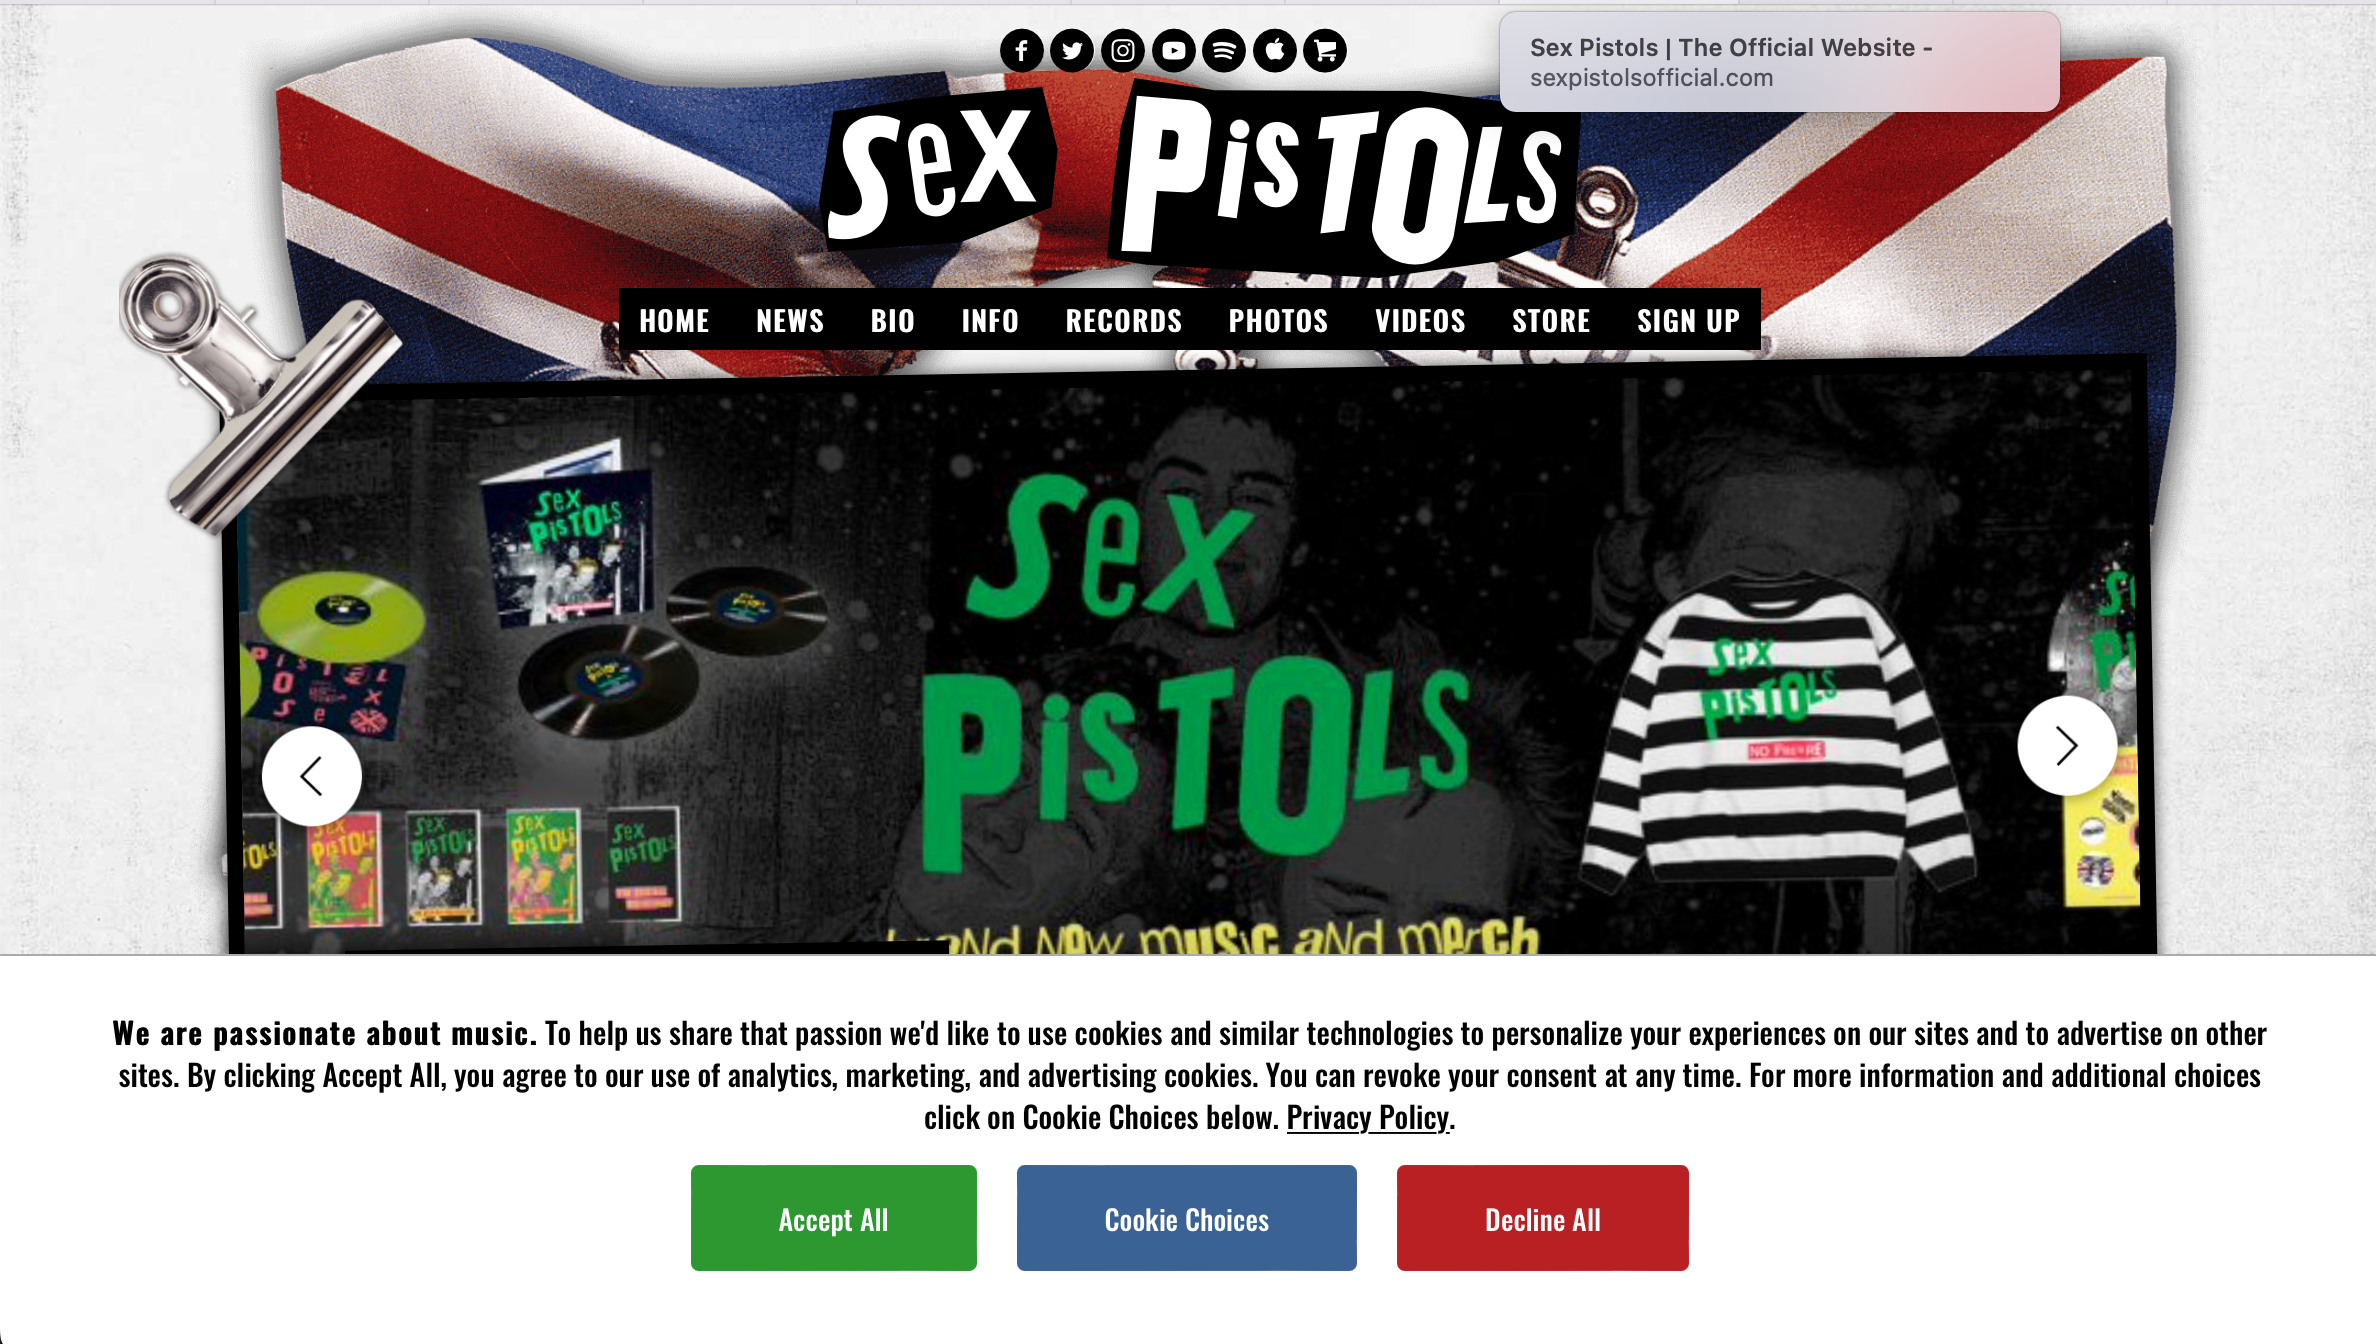 Sex Pistols | The Official Website -
sexpistolsofficial.com
Sex PisTOLs
HOME NEWS BIO INFO RECORDS PHOTOS VIDEOS STORE SIGN UP
Sex
PisTOLs
Sex
PisTOLs
Sex
PisTOLs
brand New music and merch
We are passionate about music. To help us share that passion we'd like to use cookies and similar technologies to personalize your experiences on our sites and to advertise on other
sites. By clicking Accept All, you agree to our use of analytics, marketing, and advertising cookies. You can revoke your consent at any time. For more information and additional choices
click on Cookie Choices below. Privacy Policy.
Accept All Cookie Choices Decline All